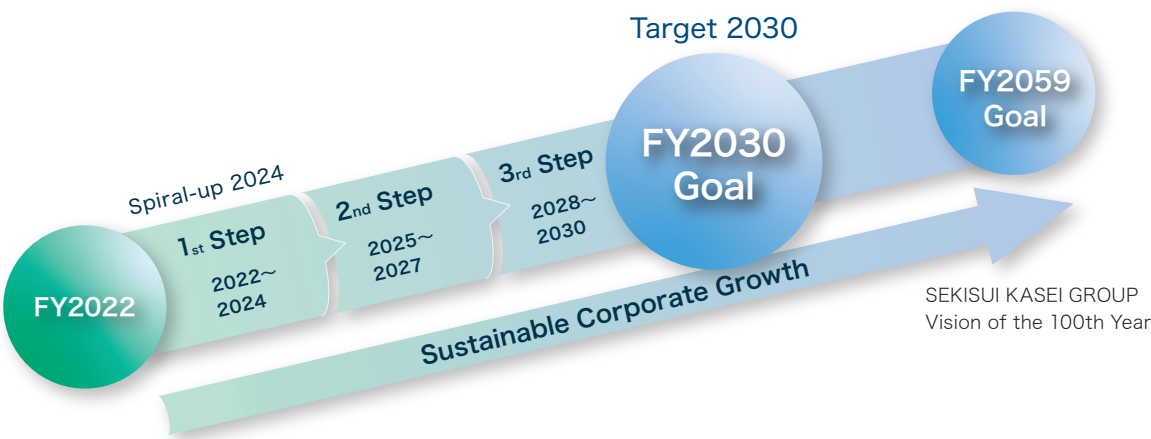 Target 2030
FY2059
Goal
FY2030
Goal
Spiral-up 2024
1st Step
2022～
2024
2nd Step
2025～
2027
3rd Step
2028～
2030
FY2022
Sustainable Corporate Growth
SEKISUI KASEI GROUP
Vision of the 100th Year